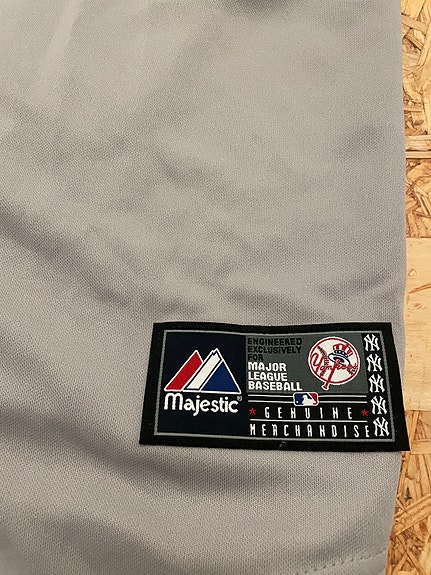 Majestic®
ENGINEERED
EXCLUSIVELY
FOR
MAJOR
LEAGUE
BASEBALL
Yankees
GENUINE
MERCHANDISE
NY
NY
NY
NY
NY